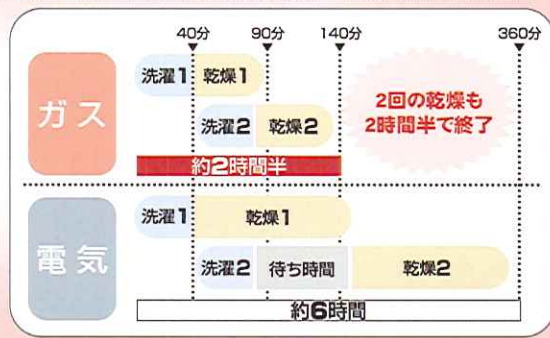 40分 90分 140分 360分
ガス
洗濯1 乾燥1
洗濯2 乾燥2
約2時間半
2回の乾燥も
2時間半で終了
電気
洗濯1 乾燥1
洗濯2 待ち時間 乾燥2
約6時間